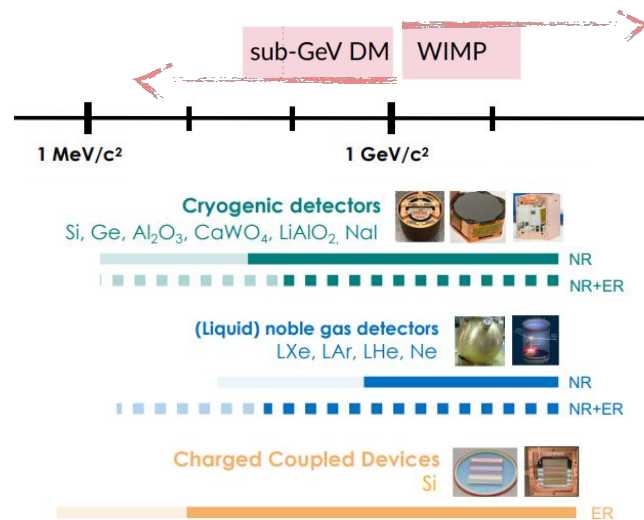 sub-GeV DM WIMP
1 MeV/c² 1 GeV/c²
Cryogenic detectors
Si, Ge, Al₂O₃, CaWO₄, LiAlO₂, NaI
NR
NR+ER
(Liquid) noble gas detectors
LXe, LAr, LHe, Ne
NR
NR+ER
Charged Coupled Devices
Si
ER